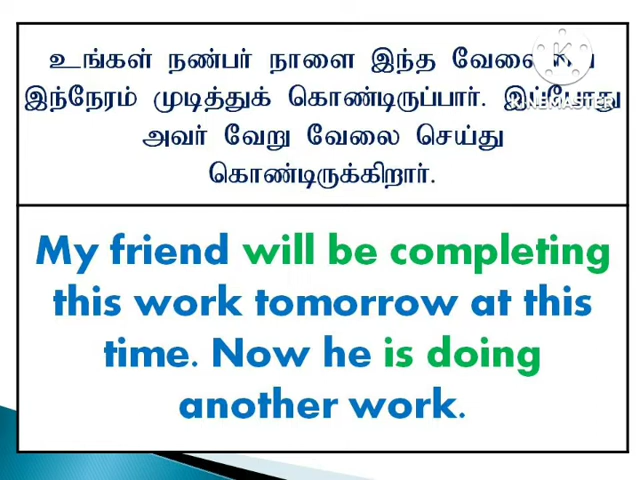 உங்கள் நண்பர் நாளை இந்த வேலை
இந்நேரம் முடித்துக் கொண்டிருப்பார். இப்போது
அவர் வேறு வேலை செய்து
கொண்டிருக்கிறார்.
KINEMASTER
My friend will be completing
this work tomorrow at this
time. Now he is doing
another work.